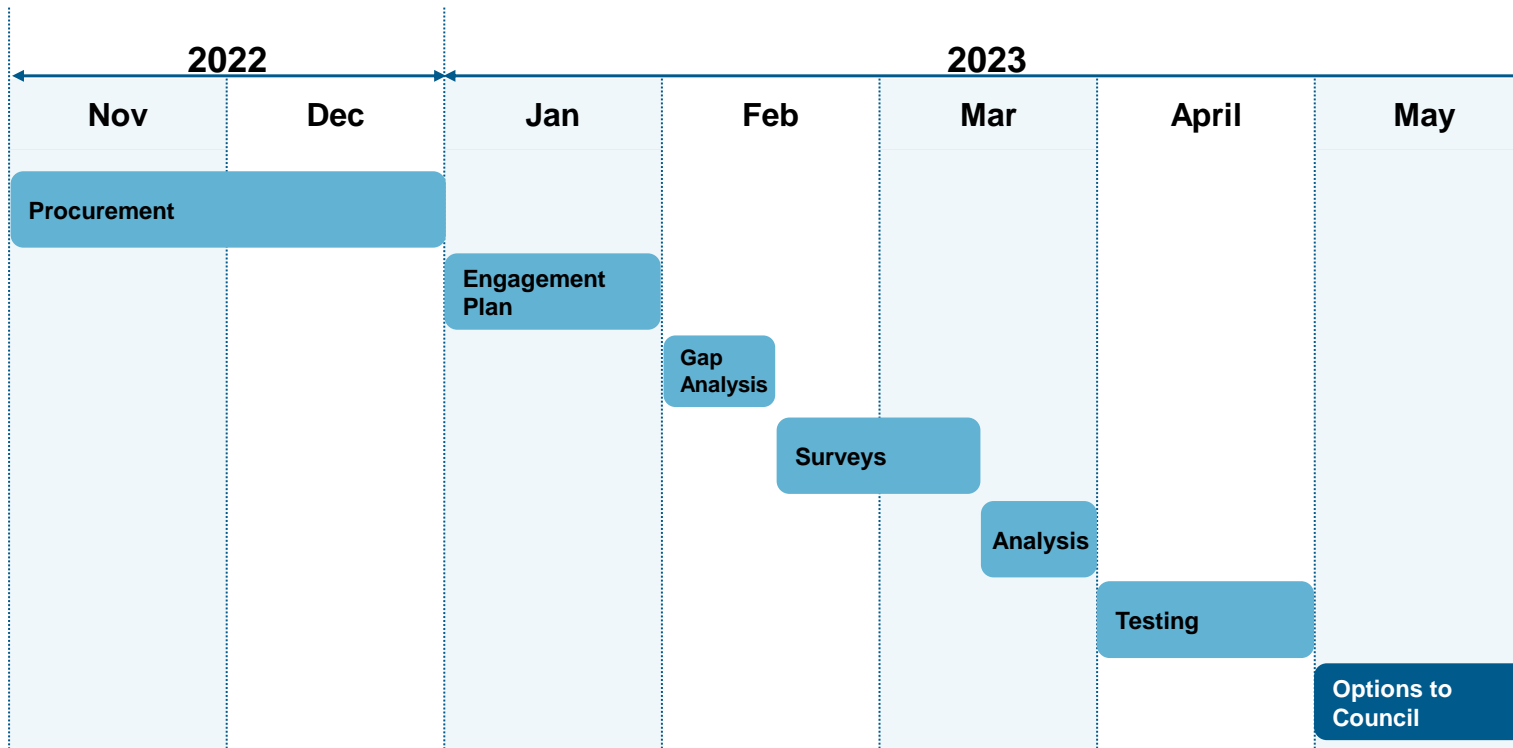 2022 2023
Nov Dec Jan Feb Mar April May
Procurement
Engagement
Plan
Gap
Analysis
Surveys
Analysis
Testing
Options to
Council